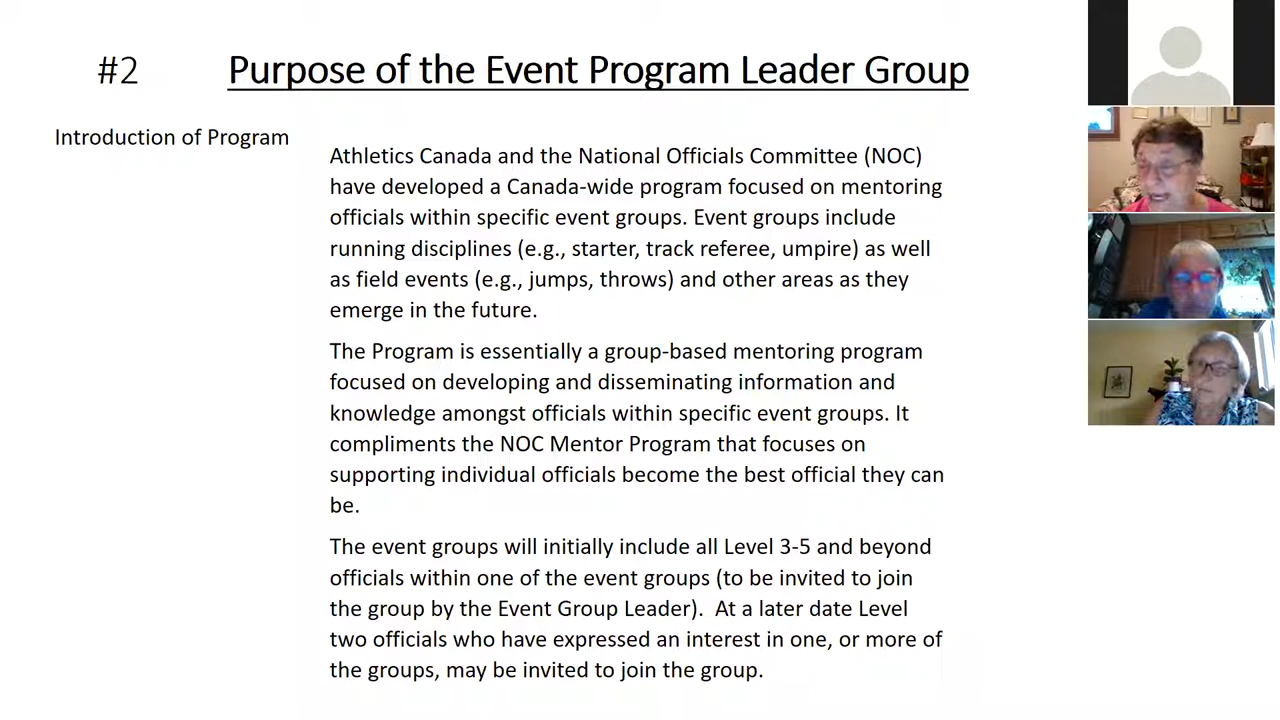 #2 Purpose of the Event Program Leader Group
Introduction of Program
Athletics Canada and the National Officials Committee (NOC)
have developed a Canada-wide program focused on mentoring
officials within specific event groups. Event groups include
running disciplines (e.g., starter, track referee, umpire) as well
as field events (e.g., jumps, throws) and other areas as they
emerge in the future.
The Program is essentially a group-based mentoring program
focused on developing and disseminating information and
knowledge amongst officials within specific event groups. It
compliments the NOC Mentor Program that focuses on
supporting individual officials become the best official they can
be.
The event groups will initially include all Level 3-5 and beyond
officials within one of the event groups (to be invited to join
the group by the Event Group Leader). At a later date Level
two officials who have expressed an interest in one, or more of
the groups, may be invited to join the group.